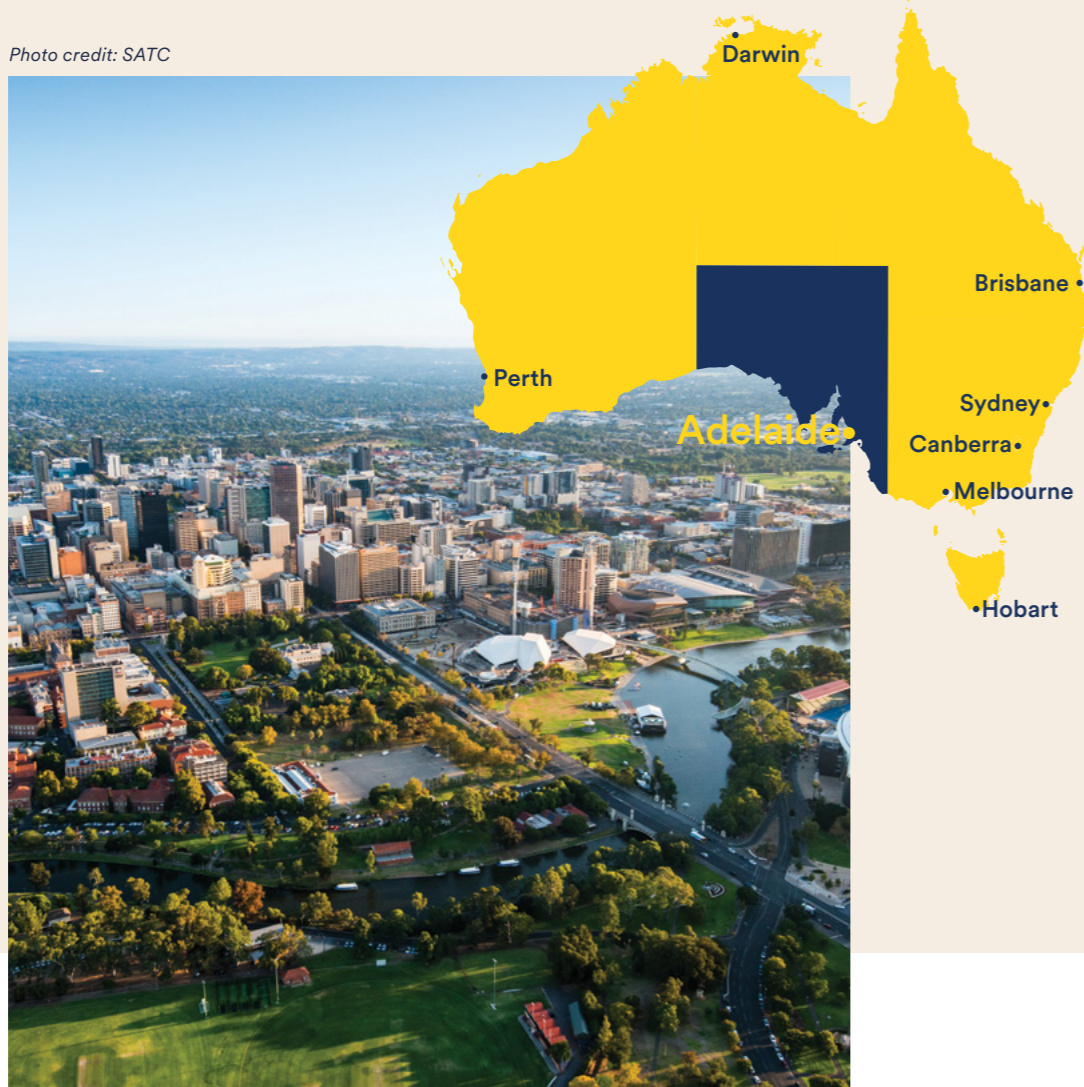 Photo credit: SATC
Darwin
Brisbane
Perth
Sydney
Adelaide
Canberra
Melbourne
Hobart